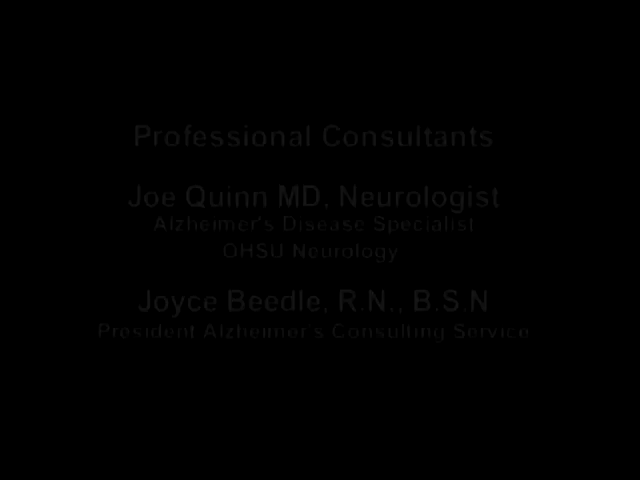 Professional Consultants
Joe Quinn MD, Neurologist
Alzheimer's Disease Specialist
OHSU Neurology
Joyce Beedle, R.N., B.S.N
President Alzheimer's Consulting Service